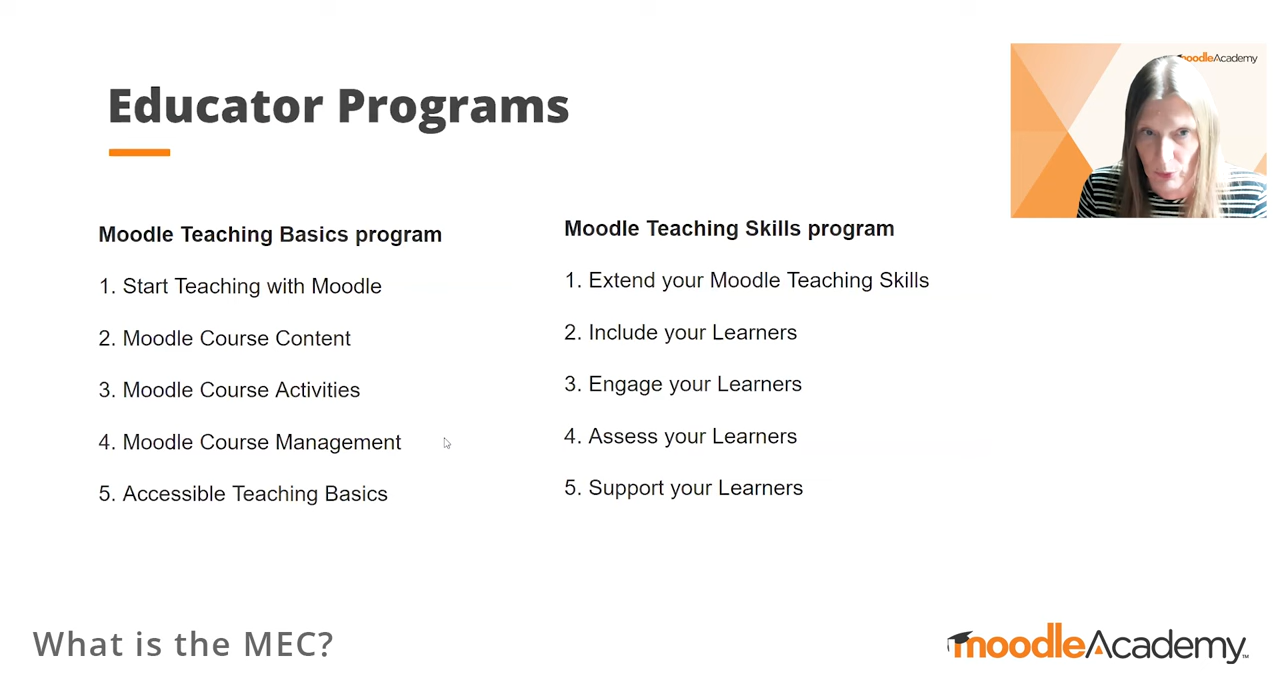 moodleAcademy
Educator Programs
Moodle Teaching Basics program
1. Start Teaching with Moodle
2. Moodle Course Content
3. Moodle Course Activities
4. Moodle Course Management
5. Accessible Teaching Basics
Moodle Teaching Skills program
1. Extend your Moodle Teaching Skills
2. Include your Learners
3. Engage your Learners
4. Assess your Learners
5. Support your Learners
What is the MEC?
moodleAcademy™